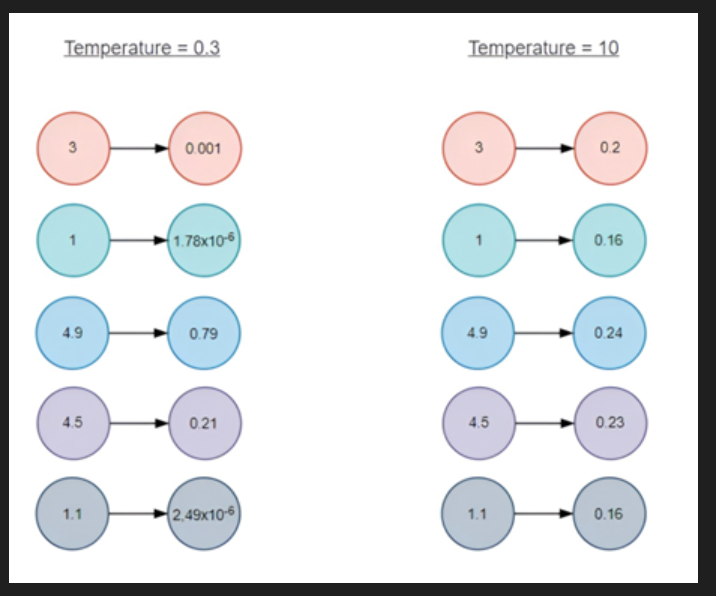 Temperature = 0.3
Temperature = 10
3 0.001 3 0.2
1 1.78x10⁻⁶ 1 0.16
4.9 0.79 4.9 0.24
4.5 0.21 4.5 0.23
1.1 2.49x10⁻⁶ 1.1 0.16